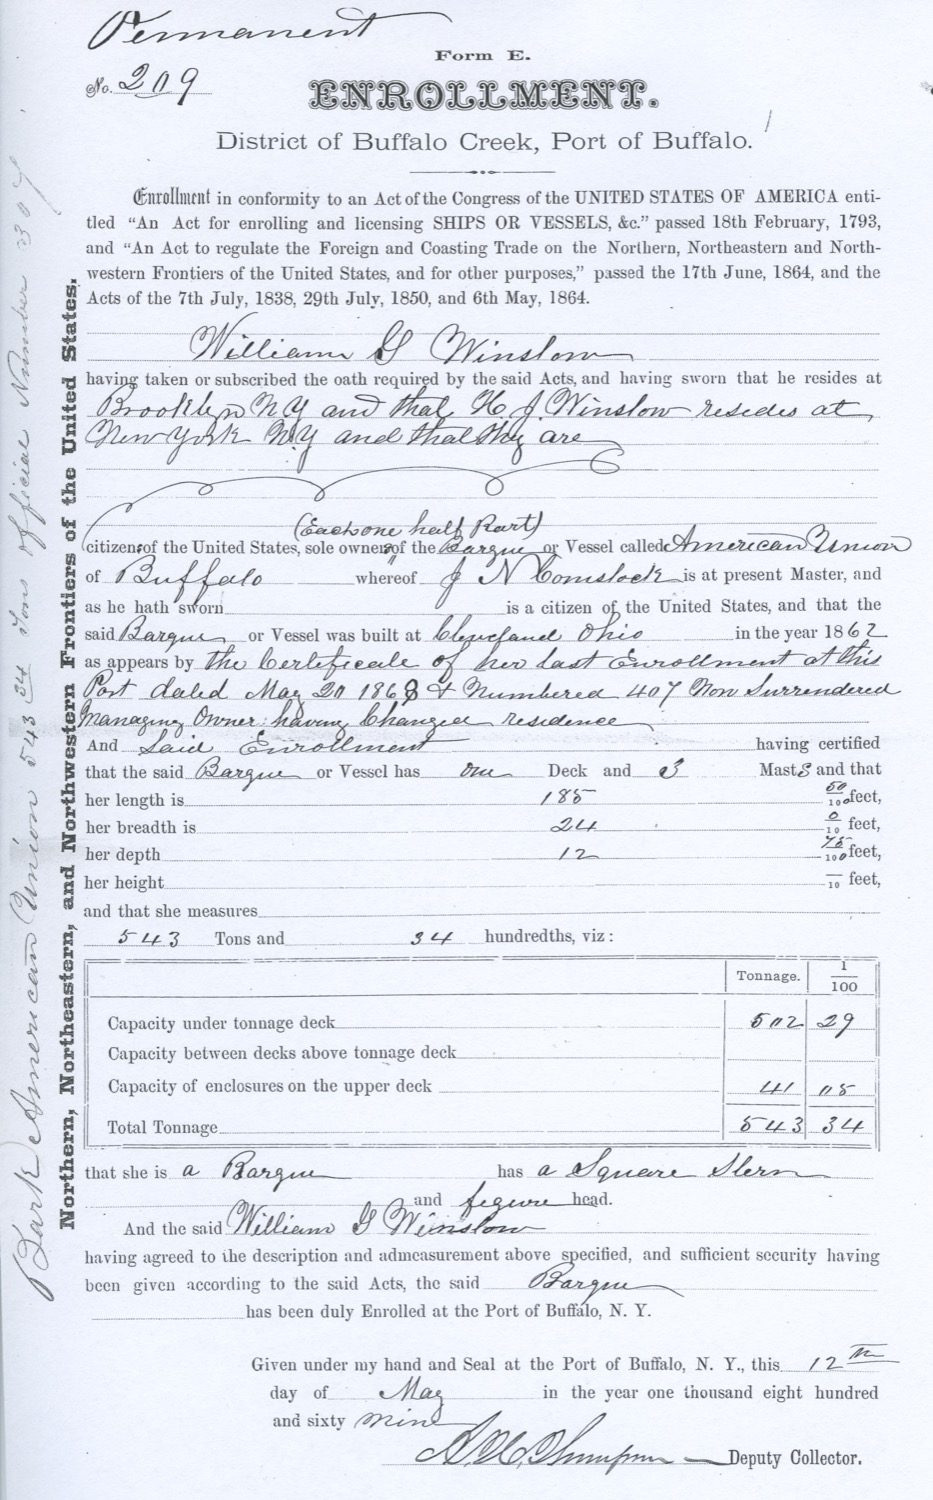 Permanent
Form E.
No. 209
ENROLLMENT.
District of Buffalo Creek, Port of Buffalo.
Enrollment in conformity to an Act of the Congress of the UNITED STATES OF AMERICA enti-
tled "An Act for enrolling and licensing SHIPS OR VESSELS, &c." passed 18th February, 1793,
and "An Act to regulate the Foreign and Coasting Trade on the Northern, Northeastern and North-
western Frontiers of the United States, and for other purposes," passed the 17th June, 1864, and the
Acts of the 7th July, 1838, 29th July, 1850, and 6th May, 1864.
William G Winslow
having taken or subscribed the oath required by the said Acts, and having sworn that he resides at
Brooklyn NY and that H. J. Winslow resides at
New York N.Y and that they are
(Each one half Part)
citizens of the United States, sole owners of the Barque or Vessel called American Union
of Buffalo whereof J N Comstock is at present Master, and
as he hath sworn is a citizen of the United States, and that the
said Barque or Vessel was built at Cleveland Ohio in the year 1862
as appears by the Certificate of her last Enrollment at this
Port dated May 20 1868 & Numbered 407 Now Surrendered
Managing Owner having Changed residence
And Said Enrollment having certified
that the said Barque or Vessel has one Deck and 3 Masts and that
her length is 185 50/100 feet,
her breadth is 24 0/10 feet,
her depth 12 75/100 feet,
her height /10 feet,
and that she measures
543 Tons and 34 hundredths, viz:
Tonnage. 1/100
Capacity under tonnage deck 502 29
Capacity between decks above tonnage deck
Capacity of enclosures on the upper deck 41 05
Total Tonnage 543 34
that she is a Barque has a Square Stern
and figure head.
And the said William G Winslow
having agreed to the description and admeasurement above specified, and sufficient security having
been given according to the said Acts, the said Barque
has been duly Enrolled at the Port of Buffalo, N. Y.
Given under my hand and Seal at the Port of Buffalo, N. Y., this 12th
day of May in the year one thousand eight hundred
and sixty nine
Deputy Collector.
Northern, Northeastern, and Northwestern Frontiers of the United States.
Bark American Union 543 34 Tons Official Number 307